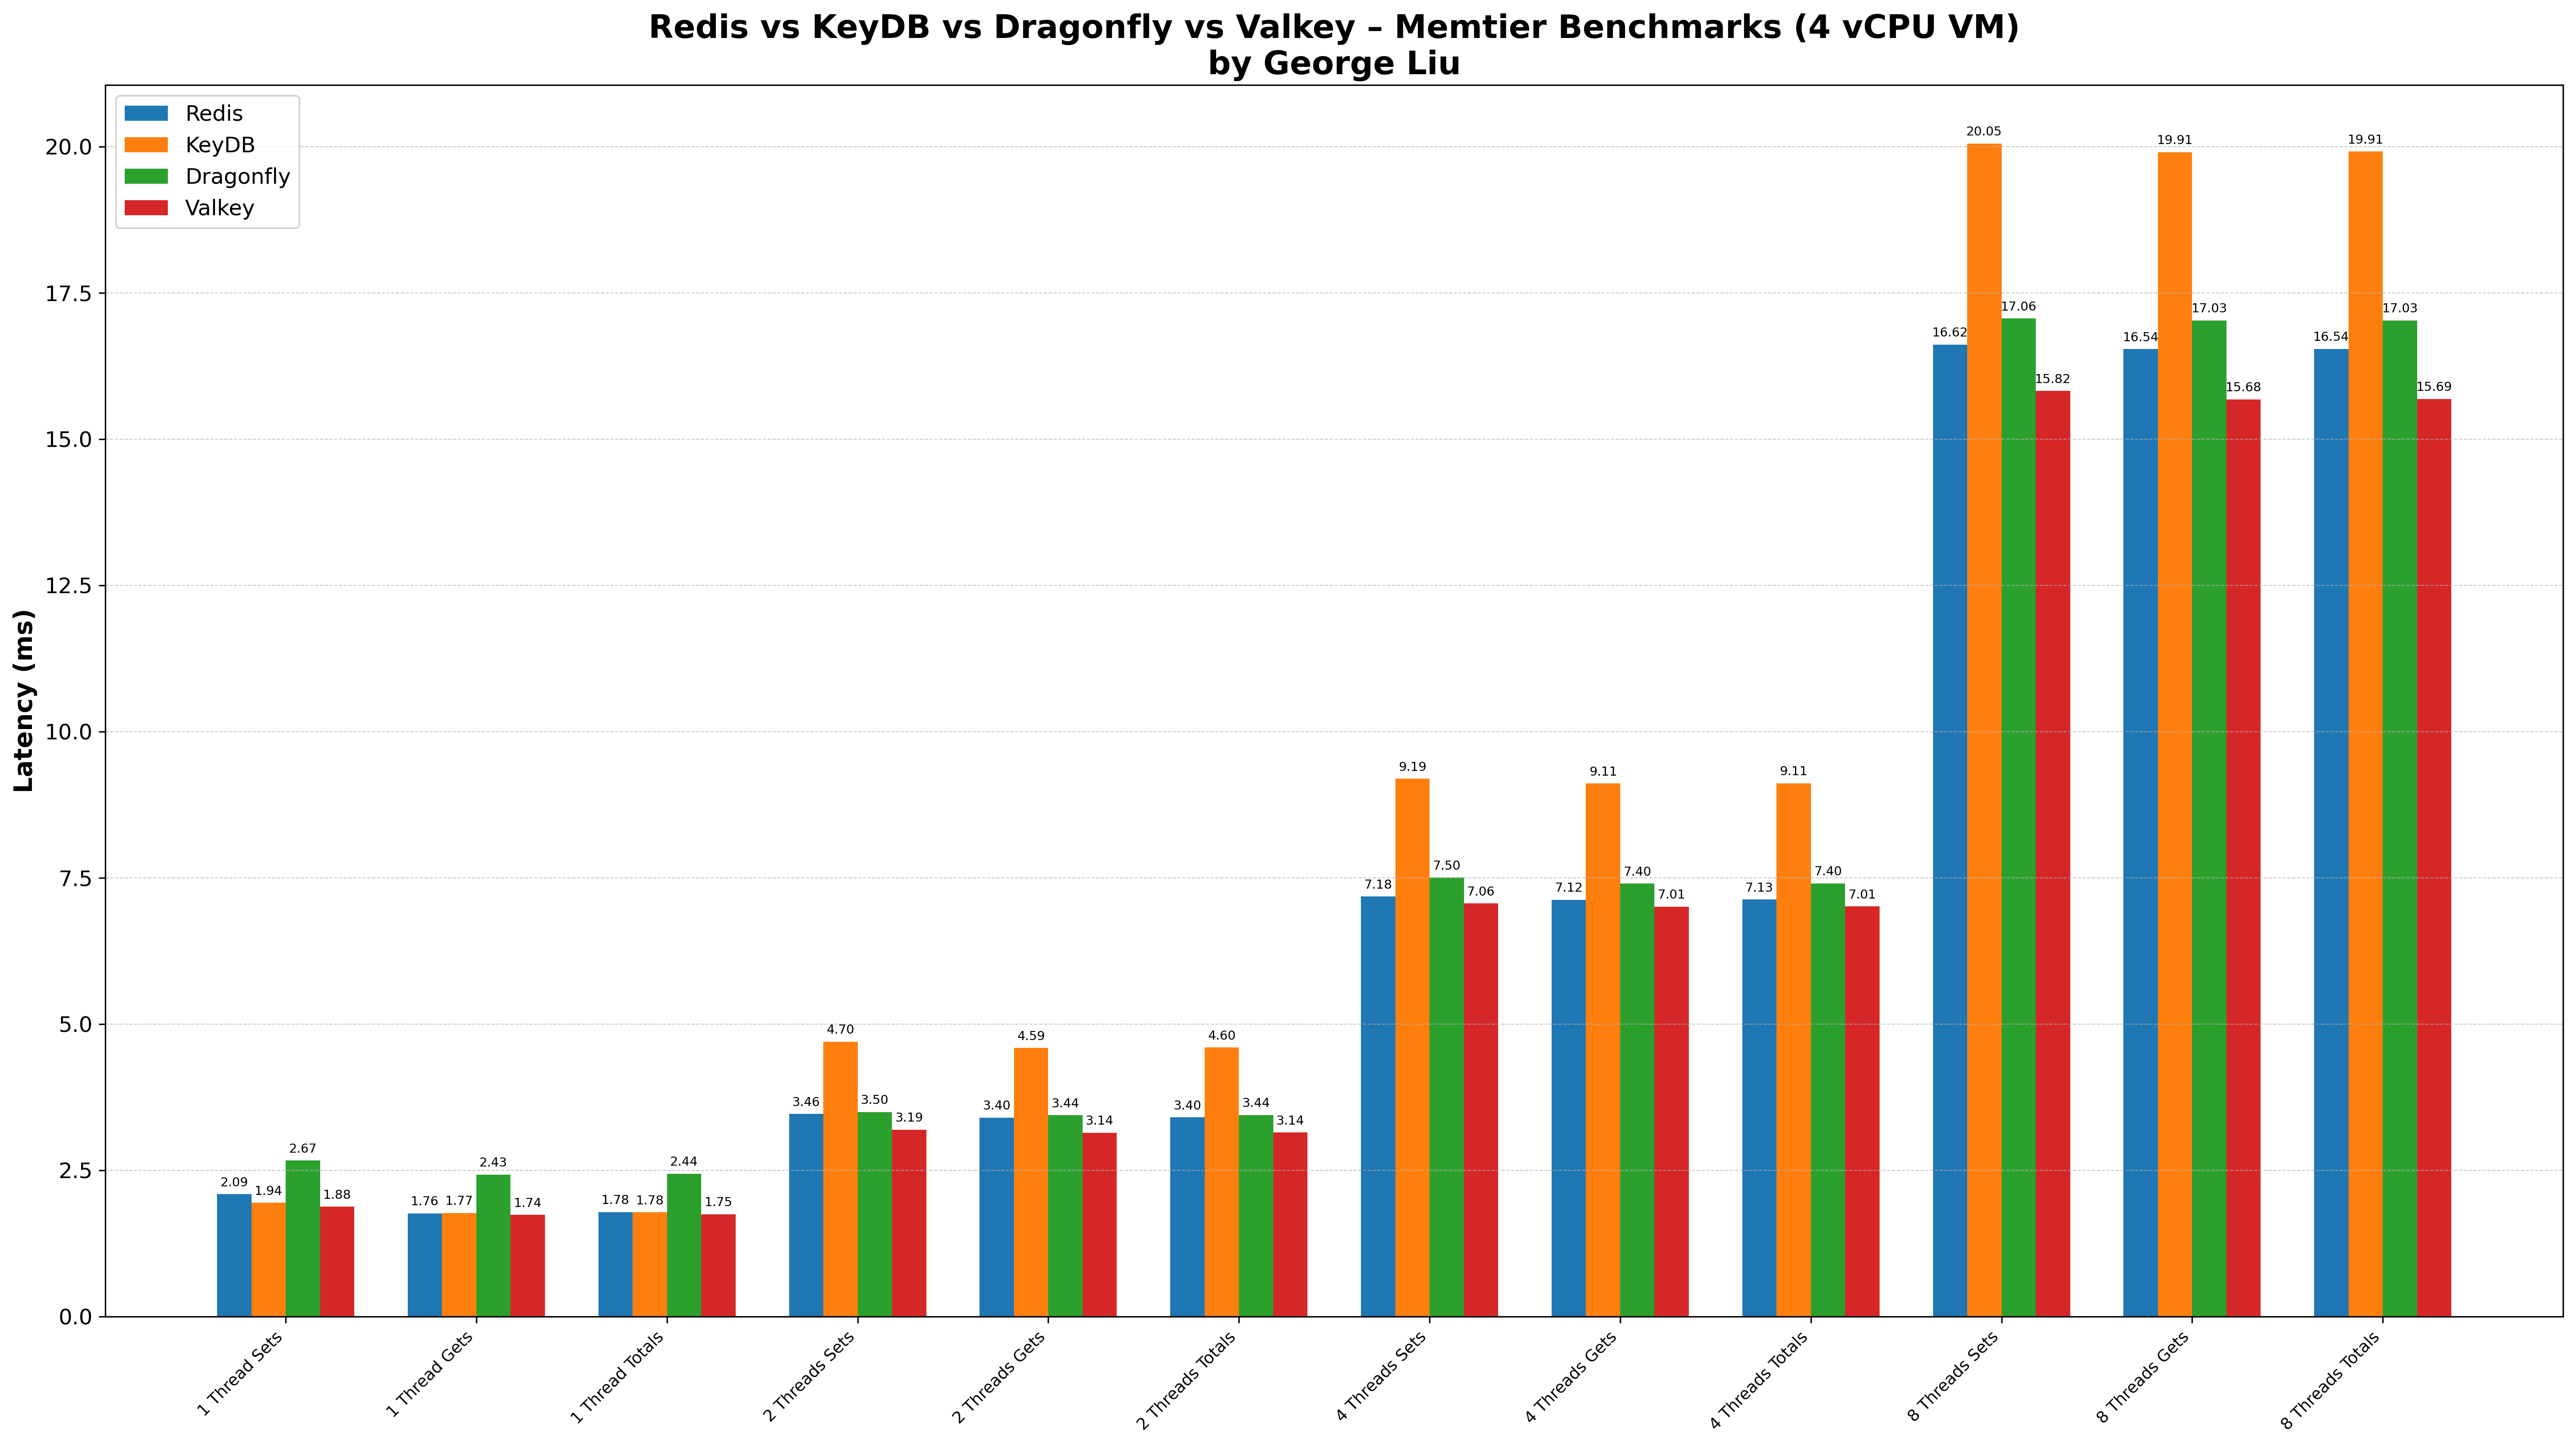 Redis vs KeyDB vs Dragonfly vs Valkey – Memtier Benchmarks (4 vCPU VM)
by George Liu
Redis
KeyDB
Dragonfly
Valkey
Latency (ms)
20.0
17.5
15.0
12.5
10.0
7.5
5.0
2.5
0.0
2.09 1.94 2.67 1.88
1.76 1.77 2.43 1.74
1.78 1.78 2.44 1.75
3.46 4.70 3.50 3.19
3.40 4.59 3.44 3.14
3.40 4.60 3.44 3.14
7.18 9.19 7.50 7.06
7.12 9.11 7.40 7.01
7.13 9.11 7.40 7.01
16.62 20.05 17.06 15.82
16.54 19.91 17.03 15.68
16.54 19.91 17.03 15.69
1 Thread Sets
1 Thread Gets
1 Thread Totals
2 Threads Sets
2 Threads Gets
2 Threads Totals
4 Threads Sets
4 Threads Gets
4 Threads Totals
8 Threads Sets
8 Threads Gets
8 Threads Totals